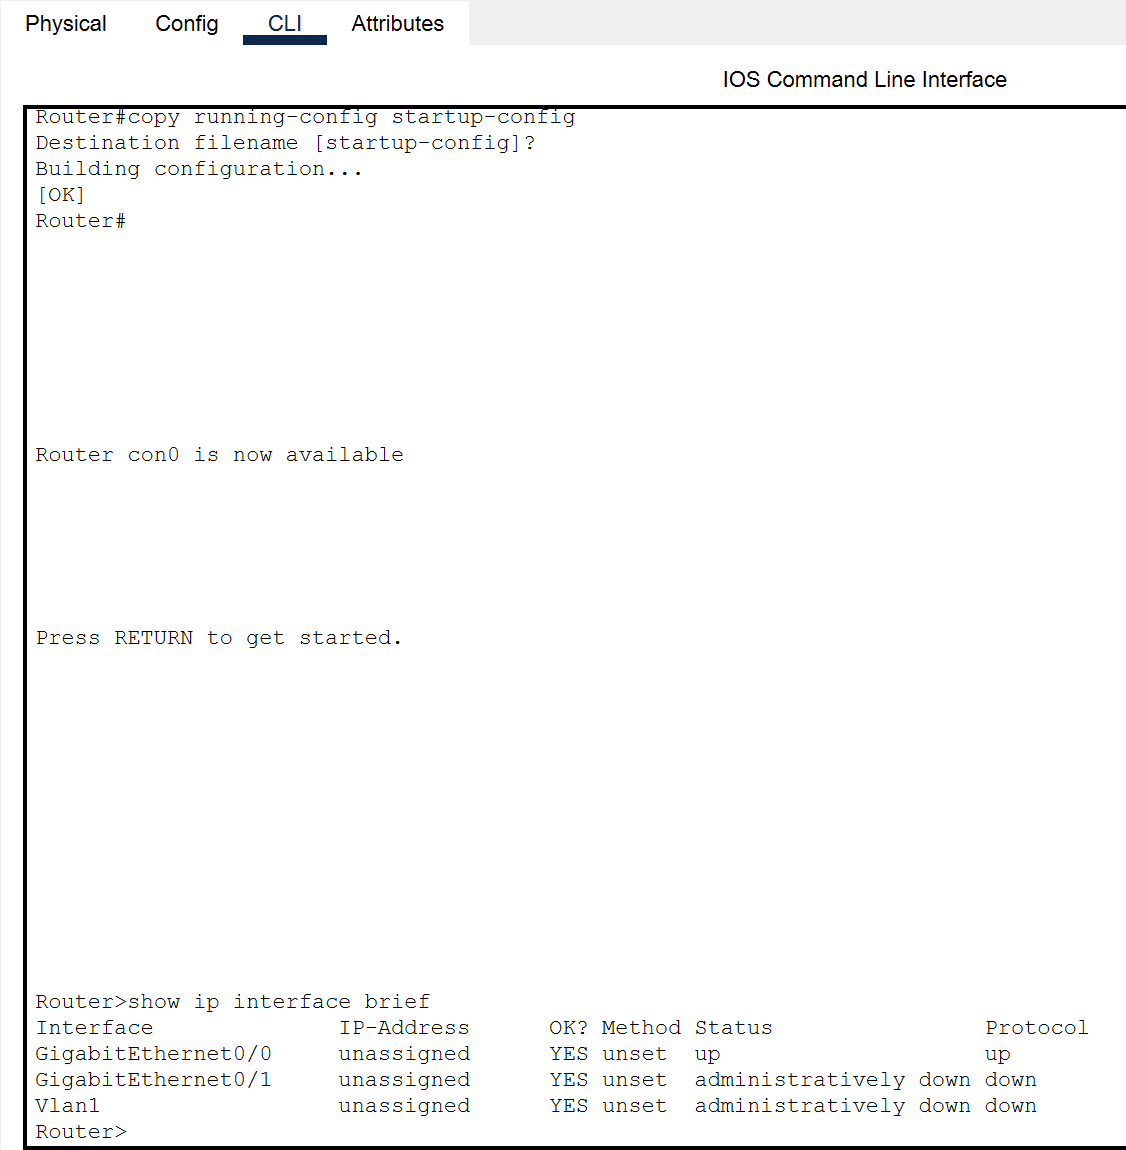 Physical Config CLI Attributes
IOS Command Line Interface
Router#copy running-config startup-config
Destination filename [startup-config]?
Building configuration...
[OK]
Router#
Router con0 is now available
Press RETURN to get started.
Router>show ip interface brief
Interface              IP-Address      OK? Method Status                Protocol
GigabitEthernet0/0     unassigned      YES unset  up                    up
GigabitEthernet0/1     unassigned      YES unset  administratively down down
Vlan1                  unassigned      YES unset  administratively down down
Router>